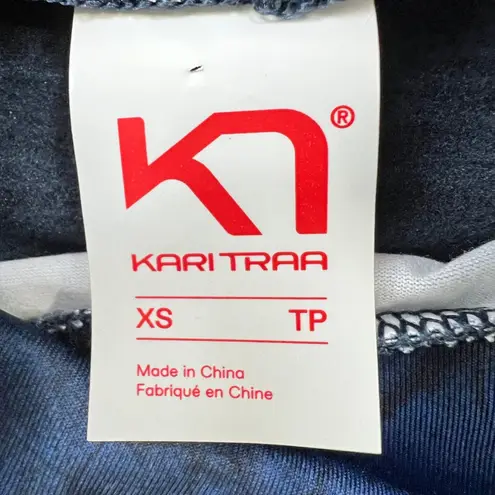 ®
KARI TRAA
XS TP
Made in China
Fabriqué en Chine